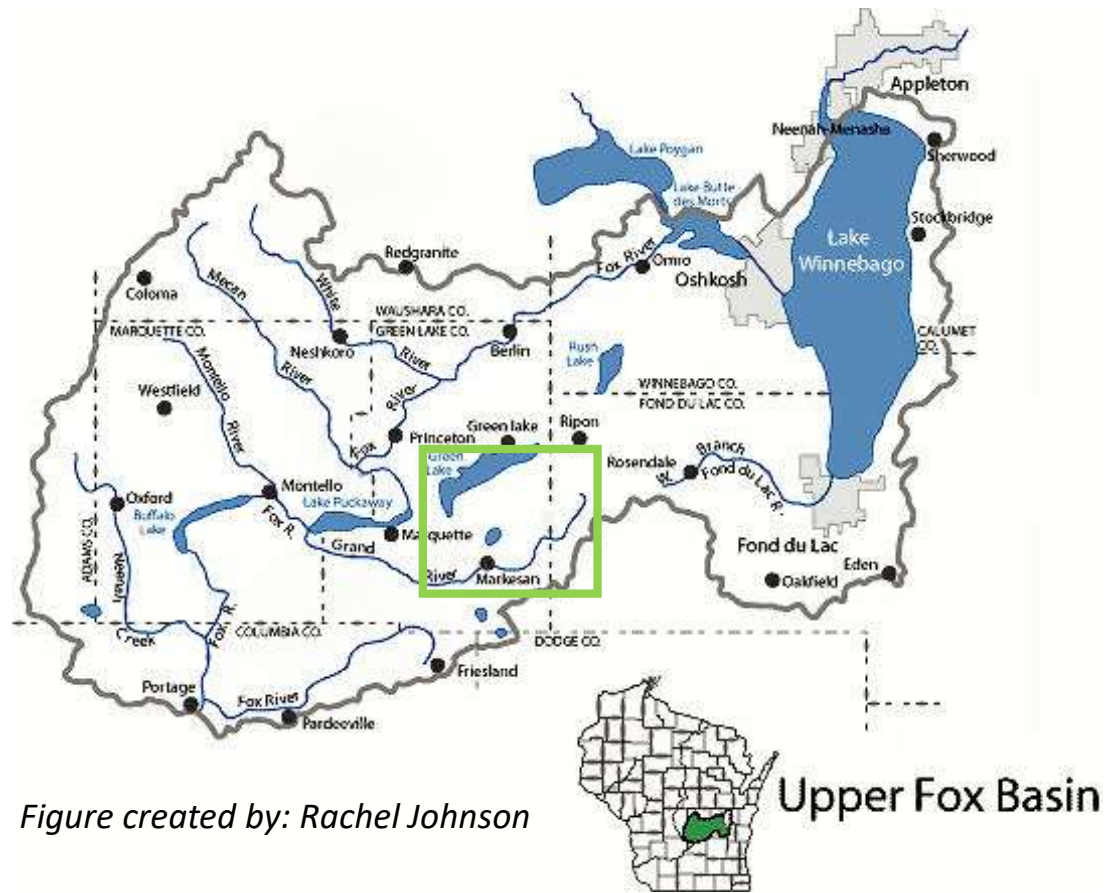 Appleton
Neenah-Menasha
Sherwood
Lake Poygan
Lake Butte
des Morts
Stockbridge
Lake
Winnebago
Redgranite
Fox River
Omro
Oshkosh
Coloma
Mecan
River
White
River
WAUSHARA CO.
GREEN LAKE CO.
MARQUETTE CO.
CALUMET
CO.
Neshkoro
Berlin
Rush
Lake
Montello
River
Westfield
WINNEBAGO CO.
FOND DU LAC CO.
Fox
River
Princeton
Green lake
Ripon
Green
Lake
Rosendale
W. Branch
Fond du Lac R.
Montello
Lake Puckaway
Oxford
Buffalo
Lake
Fox R.
Marquette
Grand
River
Markesan
Fond du Lac
Eden
Oakfield
ADAMS CO.
Neenah
Creek
Fox R.
COLUMBIA CO.
DODGE CO.
Friesland
Portage
Fox River
Pardeeville
Figure created by: Rachel Johnson
Upper Fox Basin